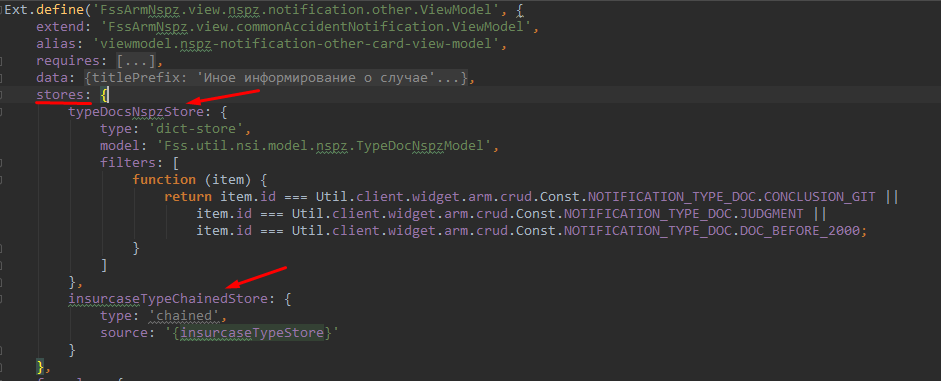 Ext.define('FssArmNspz.view.nspz.notification.other.ViewModel', {
    extend: 'FssArmNspz.view.commonAccidentNotification.ViewModel',
    alias: 'viewmodel.nspz-notification-other-card-view-model',
    requires: [...],
    data: {titlePrefix: 'Иное информирование о случае'...},
    stores: {
        typeDocsNspzStore: {
            type: 'dict-store',
            model: 'Fss.util.nsi.model.nspz.TypeDocNspzModel',
            filters: [
                function (item) {
                    return item.id === Util.client.widget.arm.crud.Const.NOTIFICATION_TYPE_DOC.CONCLUSION_GIT ||
                        item.id === Util.client.widget.arm.crud.Const.NOTIFICATION_TYPE_DOC.JUDGMENT ||
                        item.id === Util.client.widget.arm.crud.Const.NOTIFICATION_TYPE_DOC.DOC_BEFORE_2000;
                }
            ]
        },
        insurcaseTypeChainedStore: {
            type: 'chained',
            source: '{insurcaseTypeStore}'
        }
    },